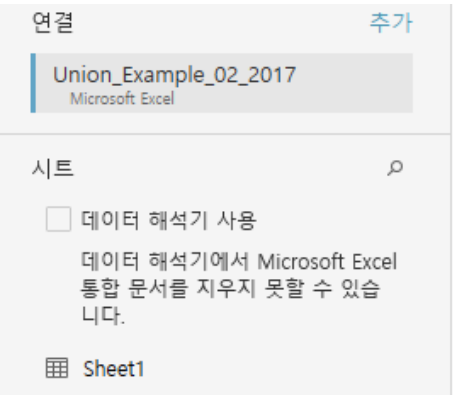 연결 추가
Union_Example_02_2017
Microsoft Excel
시트
데이터 해석기 사용
데이터 해석기에서 Microsoft Excel
통합 문서를 지우지 못할 수 있습
니다.
Sheet1